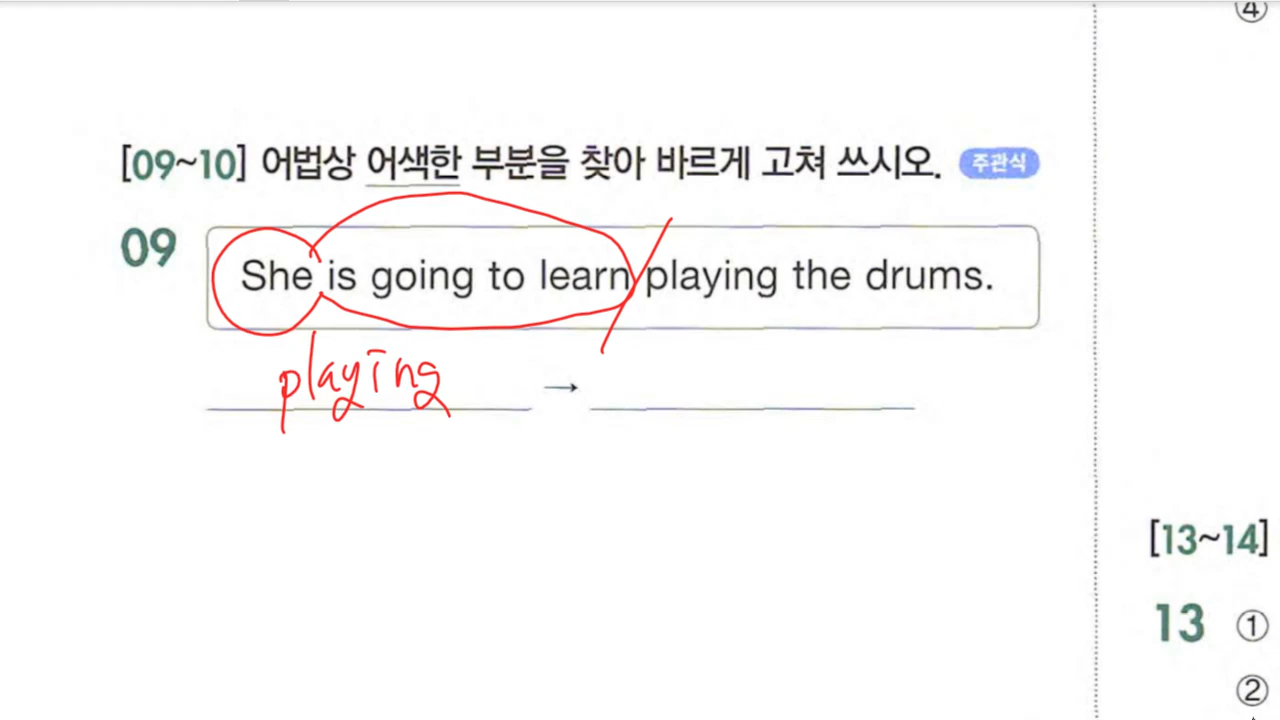 ④
[09~10] 어법상 어색한 부분을 찾아 바르게 고쳐 쓰시오. 주관식
09 She is going to learn playing the drums.
playing →
[13~14]
13 ①
②